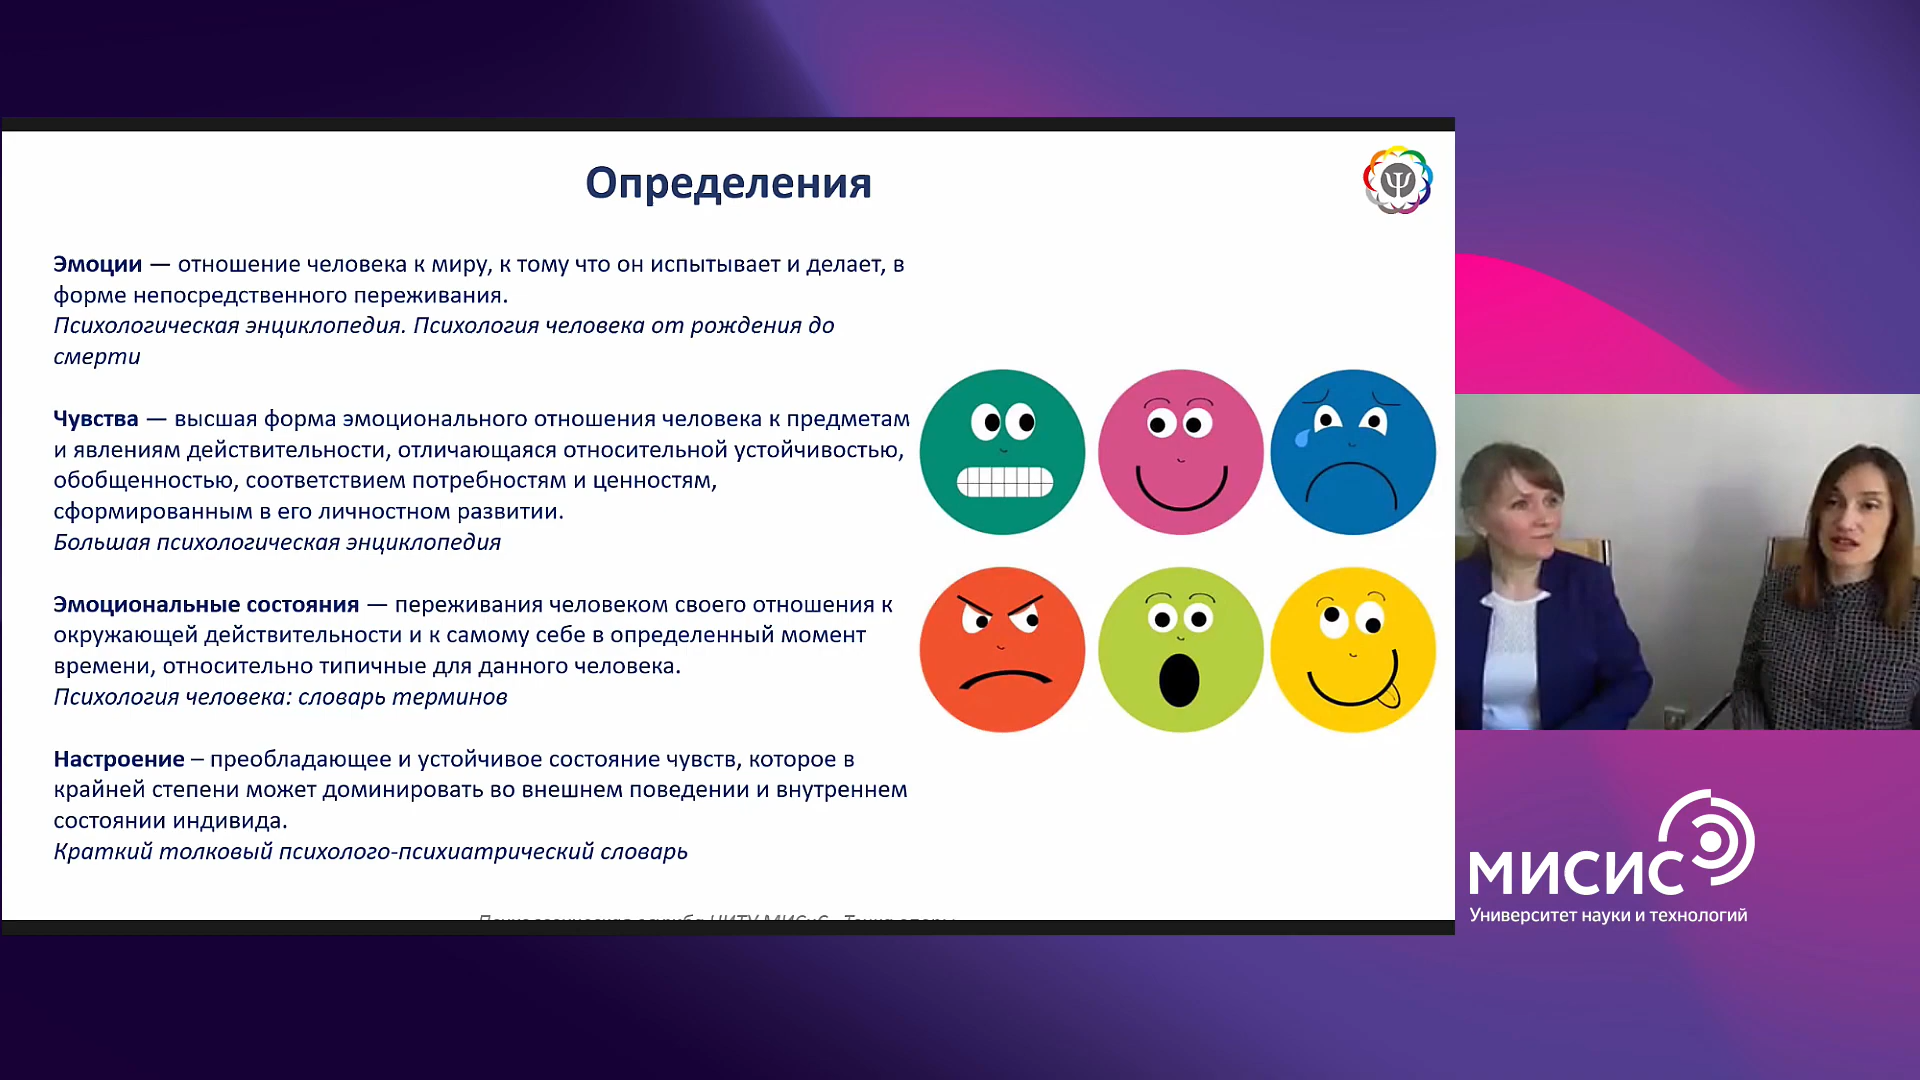 Определения
Эмоции — отношение человека к миру, к тому что он испытывает и делает, в
форме непосредственного переживания.
Психологическая энциклопедия. Психология человека от рождения до
смерти
Чувства — высшая форма эмоционального отношения человека к предметам
и явлениям действительности, отличающаяся относительной устойчивостью,
обобщенностью, соответствием потребностям и ценностям,
сформированным в его личностном развитии.
Большая психологическая энциклопедия
Эмоциональные состояния — переживания человеком своего отношения к
окружающей действительности и к самому себе в определенный момент
времени, относительно типичные для данного человека.
Психология человека: словарь терминов
Настроение – преобладающее и устойчивое состояние чувств, которое в
крайней степени может доминировать во внешнем поведении и внутреннем
состоянии индивида.
Краткий толковый психолого-психиатрический словарь
Ψ
МИСИС
Университет науки и технологий